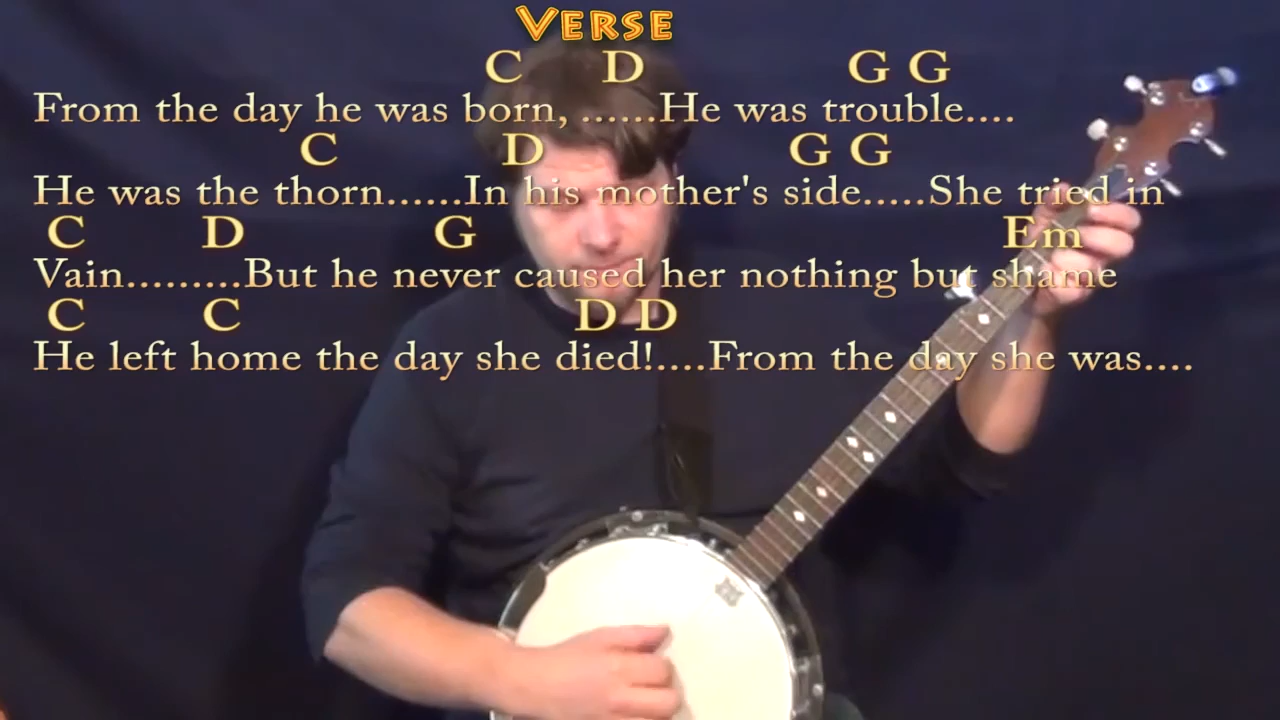 VERSE
C D G G
From the day he was born, ......He was trouble....
C D G G
He was the thorn......In his mother's side.....She tried in
C D G Em
Vain.........But he never caused her nothing but shame
C C D D
He left home the day she died!....From the day she was....